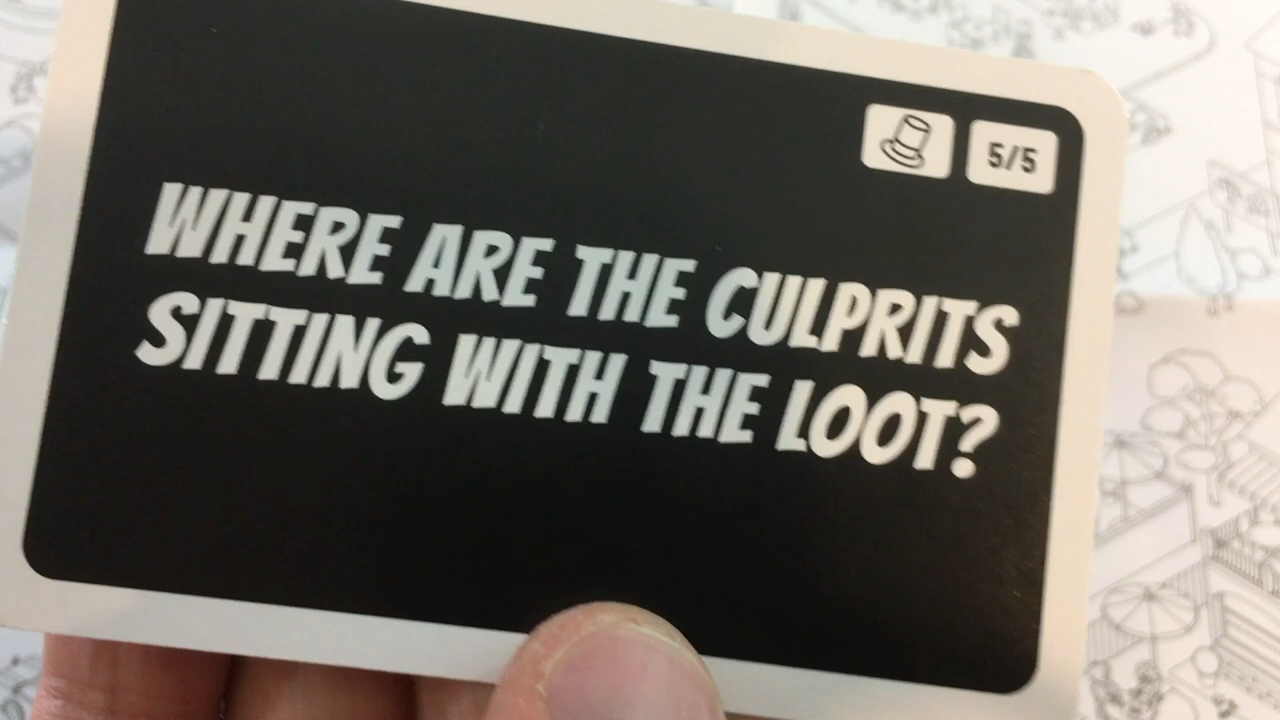 5/5
WHERE ARE THE CULPRITS
SITTING WITH THE LOOT?